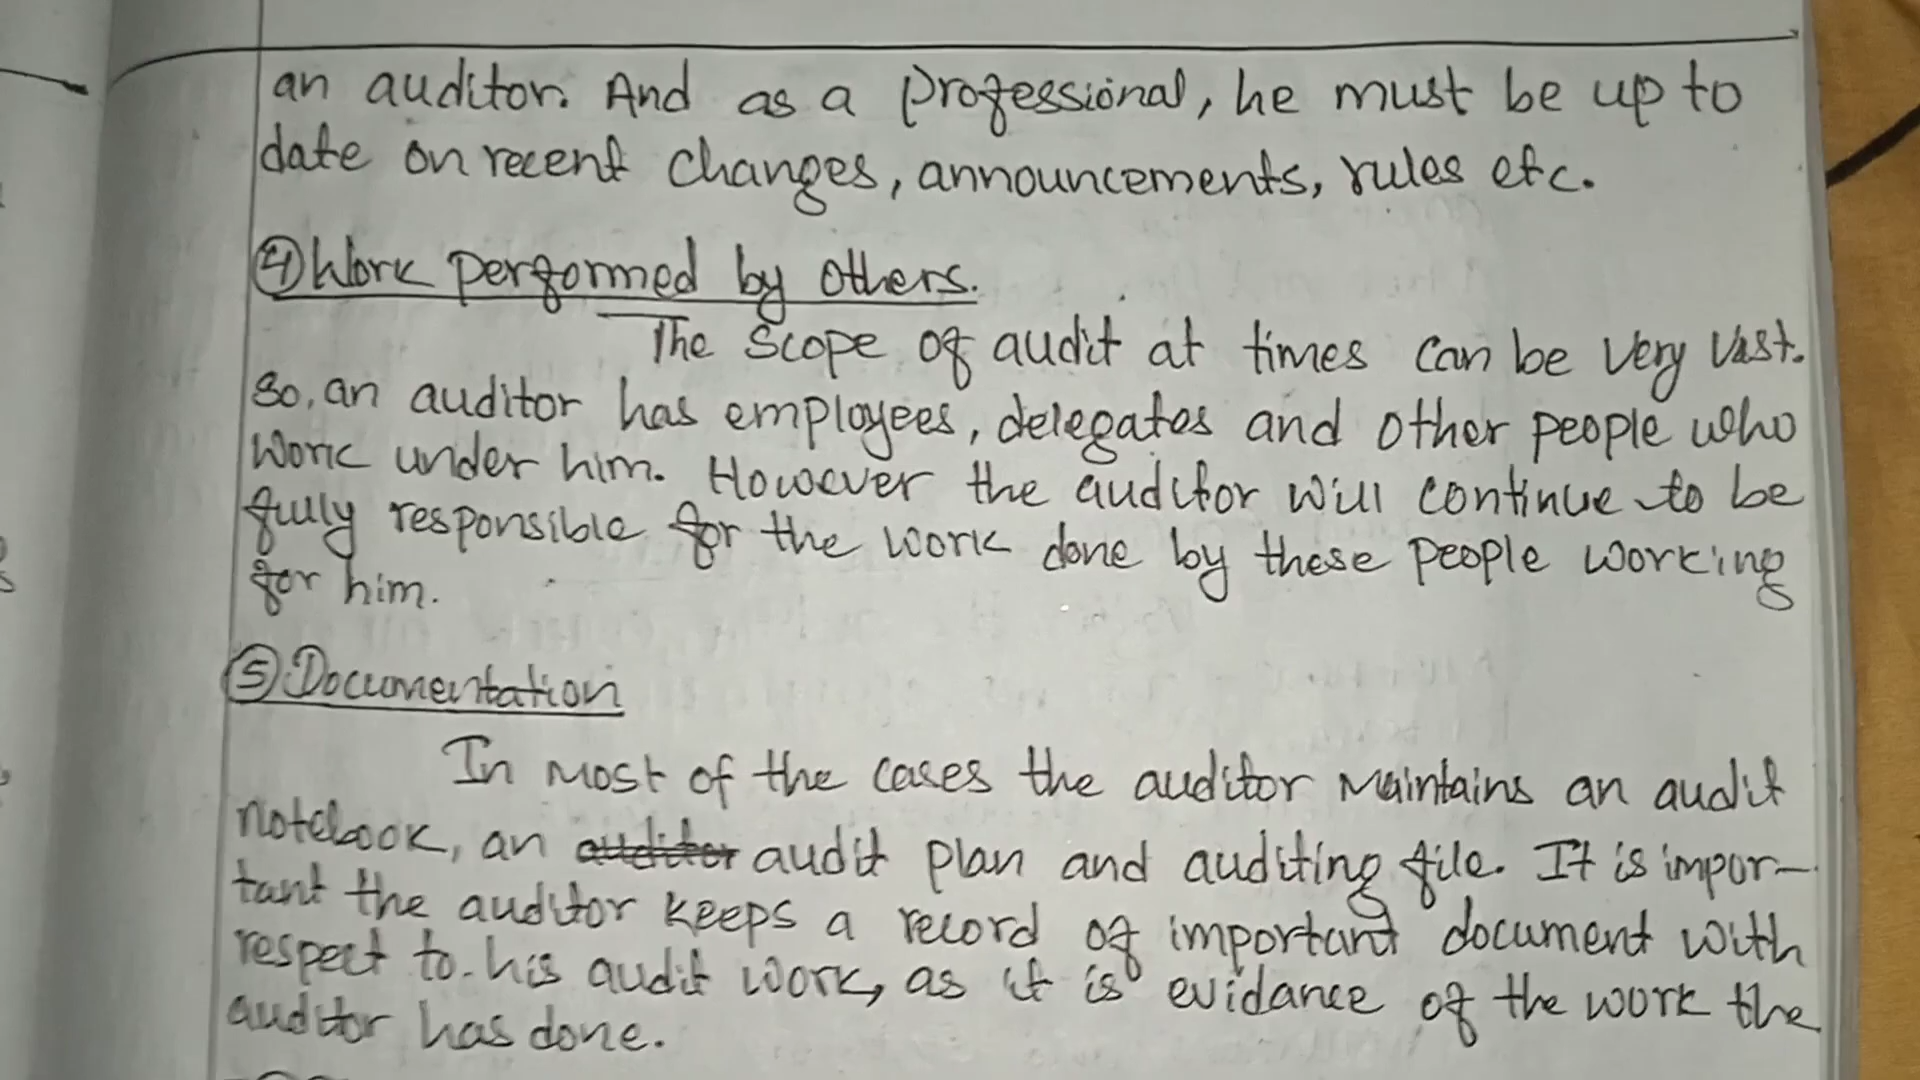 an auditor. And as a professional, he must be up to
date on recent changes, announcements, rules etc.
④ Work performed by others.
The scope of audit at times can be very vast.
So, an auditor has employees, delegates and other people who
work under him. However the auditor will continue to be
fully responsible for the work done by these people working
for him.
⑤ Documentation
In most of the cases the auditor maintains an audit
notebook, an auditor audit plan and auditing file. It is impor-
tant the auditor keeps a record of important document with
respect to his audit work, as it is evidance of the work the
auditor has done.